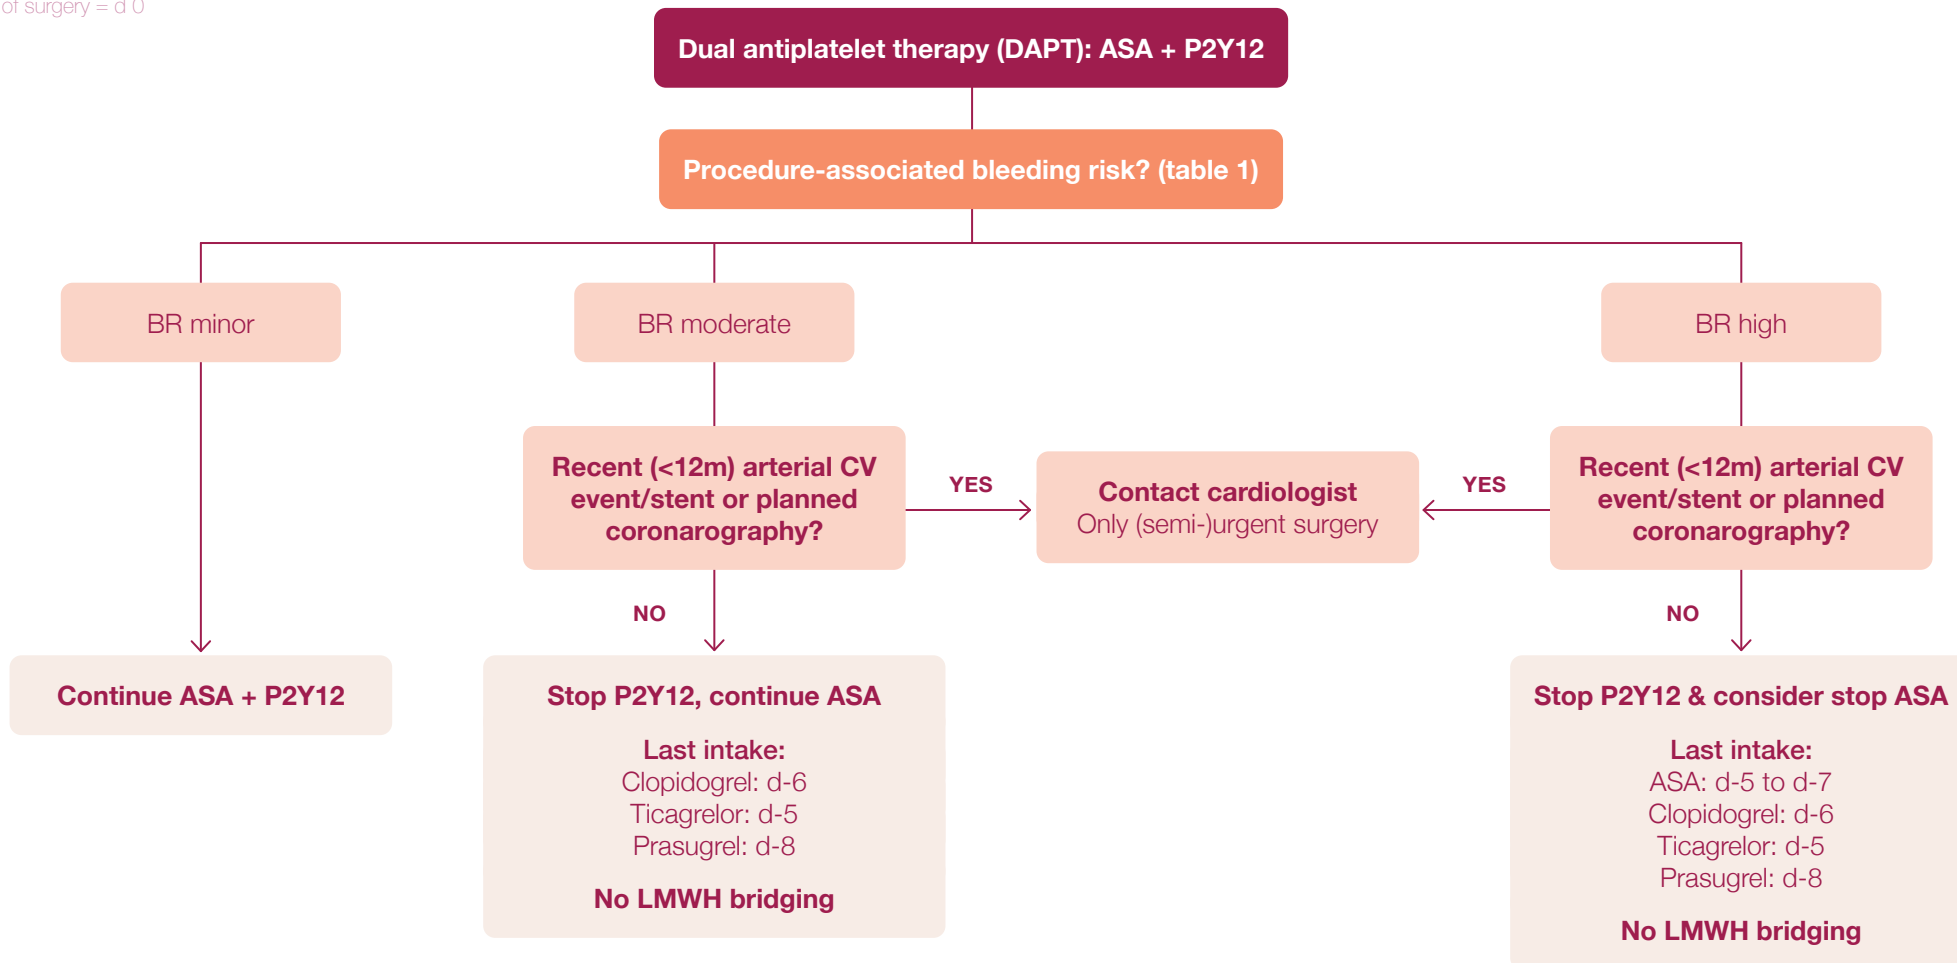 of surgery = d 0
Dual antiplatelet therapy (DAPT): ASA + P2Y12
Procedure-associated bleeding risk? (table 1)
BR minor
BR moderate
BR high
Recent (<12m) arterial CV
event/stent or planned
coronarography?
YES
Contact cardiologist
Only (semi-)urgent surgery
YES
Recent (<12m) arterial CV
event/stent or planned
coronarography?
NO
NO
Continue ASA + P2Y12
Stop P2Y12, continue ASA
Last intake:
Clopidogrel: d-6
Ticagrelor: d-5
Prasugrel: d-8
No LMWH bridging
Stop P2Y12 & consider stop ASA
Last intake:
ASA: d-5 to d-7
Clopidogrel: d-6
Ticagrelor: d-5
Prasugrel: d-8
No LMWH bridging